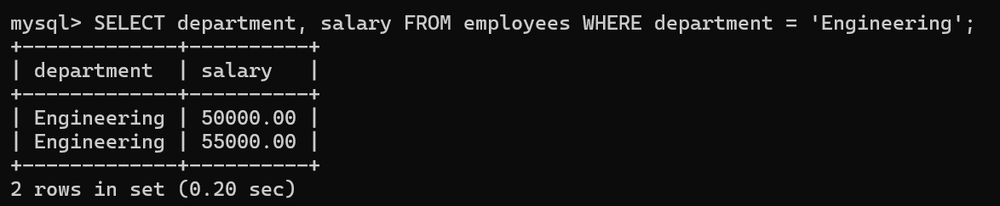 mysql> SELECT department, salary FROM employees WHERE department = 'Engineering';
+-------------+----------+
| department  | salary   |
+-------------+----------+
| Engineering | 50000.00 |
| Engineering | 55000.00 |
+-------------+----------+
2 rows in set (0.20 sec)